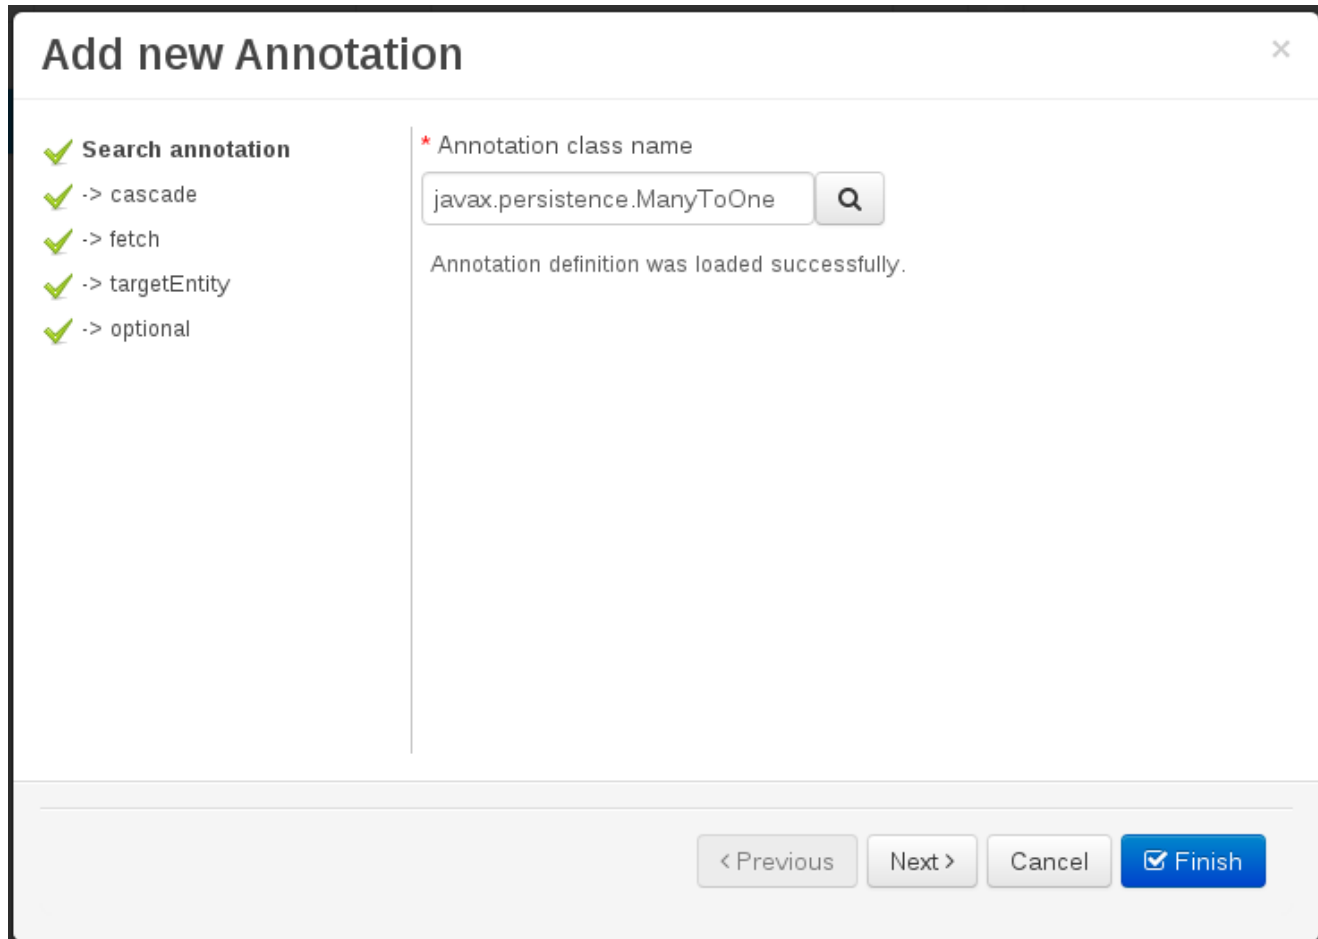 Add new Annotation
×
Search annotation
-> cascade
-> fetch
-> targetEntity
-> optional
* Annotation class name
javax.persistence.ManyToOne
Annotation definition was loaded successfully.
< Previous
Next >
Cancel
Finish